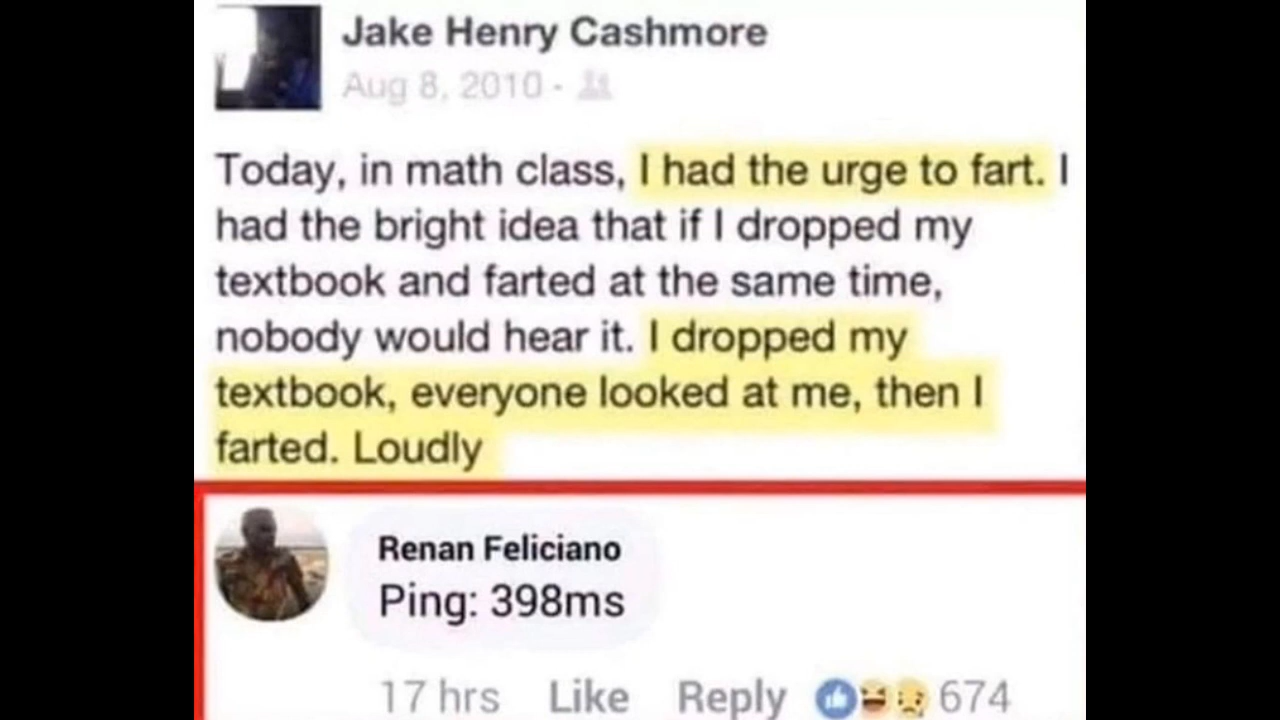 Jake Henry Cashmore
Aug 8, 2010 ·
Today, in math class, I had the urge to fart. I
had the bright idea that if I dropped my
textbook and farted at the same time,
nobody would hear it. I dropped my
textbook, everyone looked at me, then I
farted. Loudly
Renan Feliciano
Ping: 398ms
17 hrs Like Reply 674